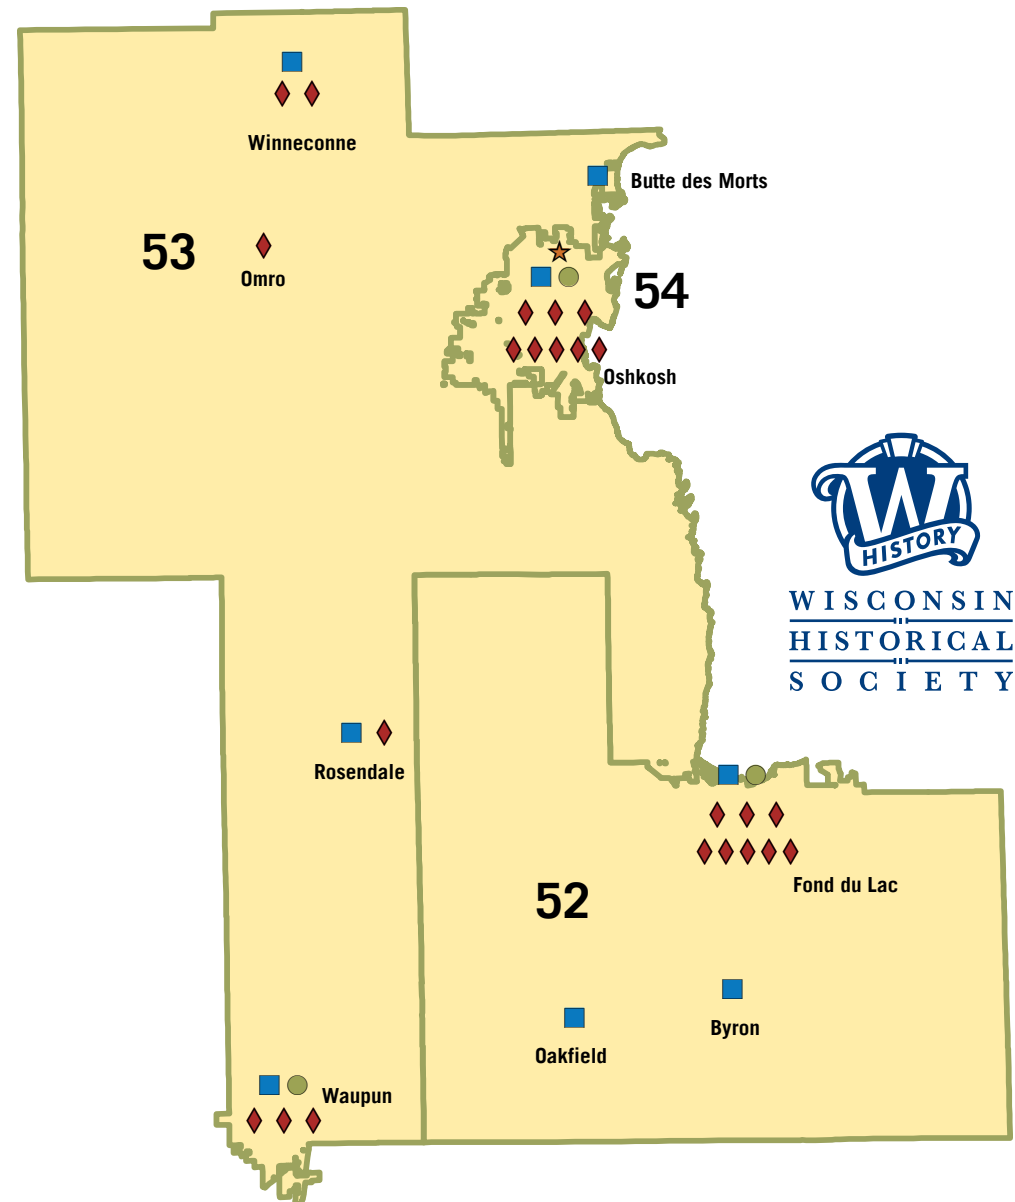 Winneconne
Butte des Morts
53
Omro
54
Oshkosh
W
HISTORY
WISCONSIN
HISTORICAL
SOCIETY
Rosendale
52
Fond du Lac
Byron
Oakfield
Waupun